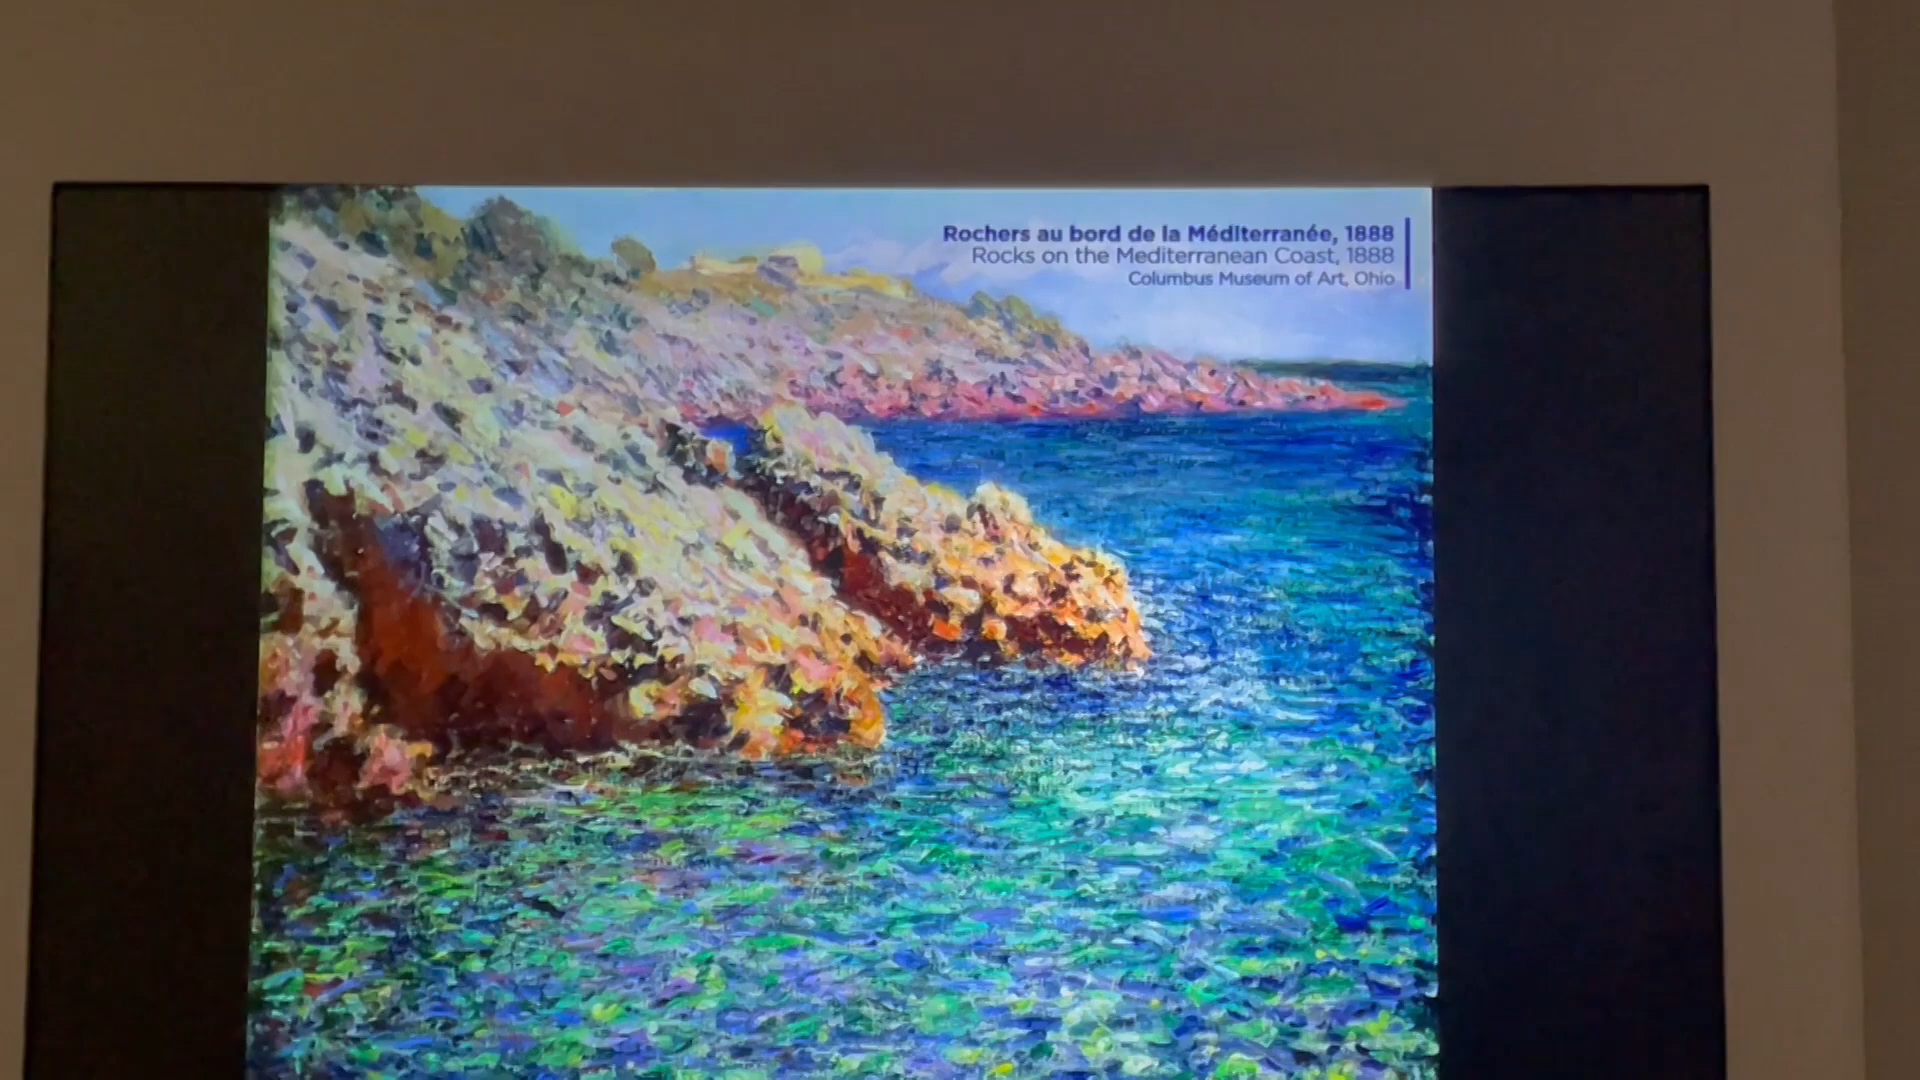 Rochers au bord de la Méditerranée, 1888
Rocks on the Mediterranean Coast, 1888
Columbus Museum of Art, Ohio